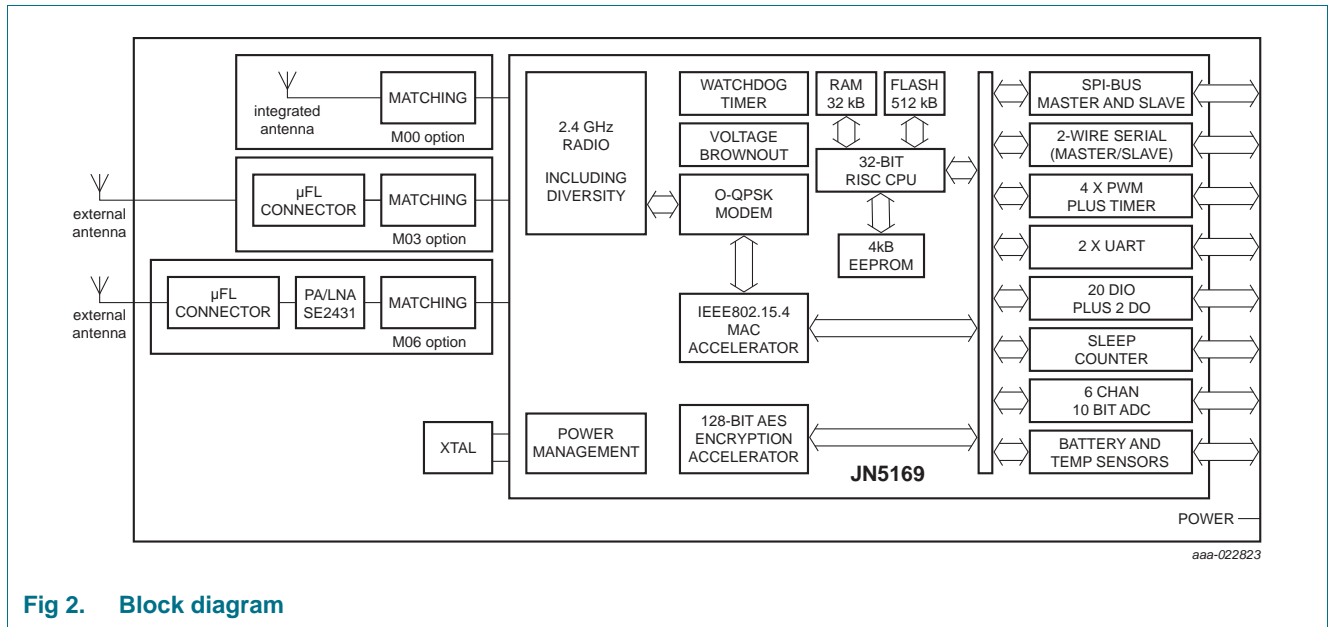 integrated
antenna
MATCHING
M00 option
µFL
CONNECTOR
MATCHING
M03 option
external
antenna
µFL
CONNECTOR
PA/LNA
SE2431
MATCHING
M06 option
external
antenna
XTAL
2.4 GHz
RADIO
INCLUDING
DIVERSITY
POWER
MANAGEMENT
WATCHDOG
TIMER
VOLTAGE
BROWNOUT
O-QPSK
MODEM
IEEE802.15.4
MAC
ACCELERATOR
128-BIT AES
ENCRYPTION
ACCELERATOR
RAM
32 kB
FLASH
512 kB
32-BIT
RISC CPU
4kB
EEPROM
JN5169
SPI-BUS
MASTER AND SLAVE
2-WIRE SERIAL
(MASTER/SLAVE)
4 X PWM
PLUS TIMER
2 X UART
20 DIO
PLUS 2 DO
SLEEP
COUNTER
6 CHAN
10 BIT ADC
BATTERY AND
TEMP SENSORS
POWER
aaa-022823
Fig 2. Block diagram